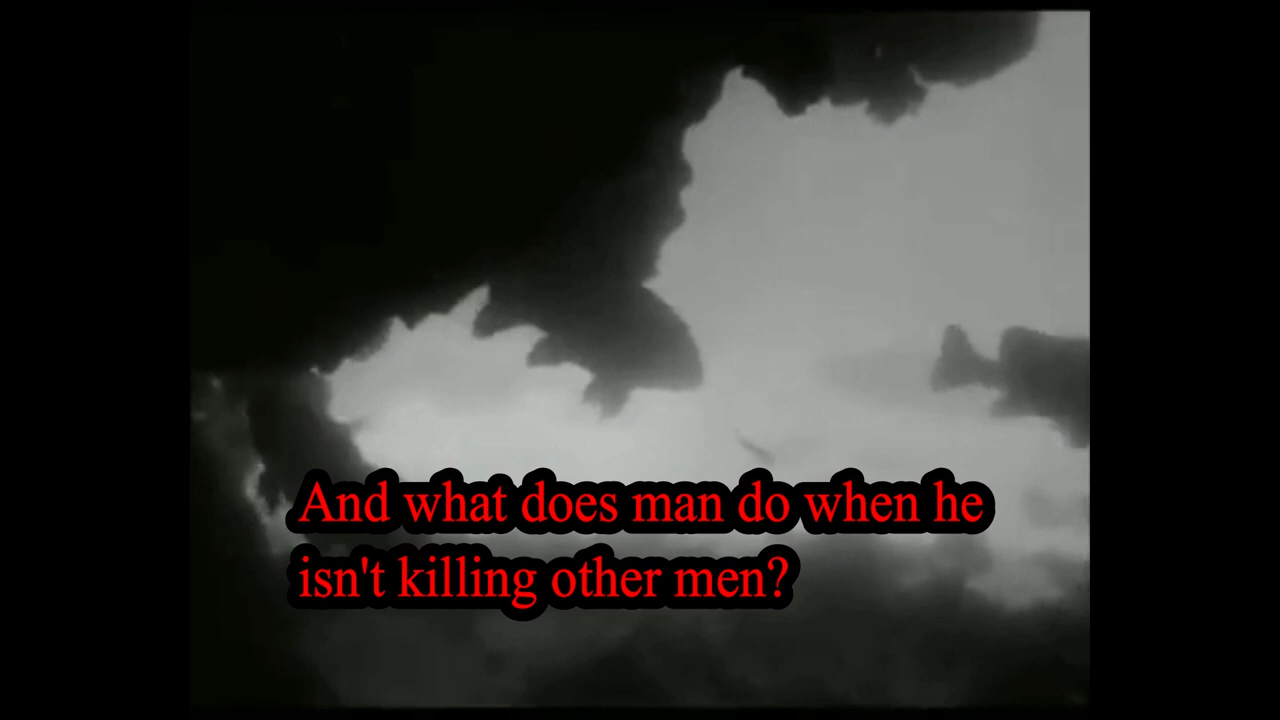 And what does man do when he
isn't killing other men?